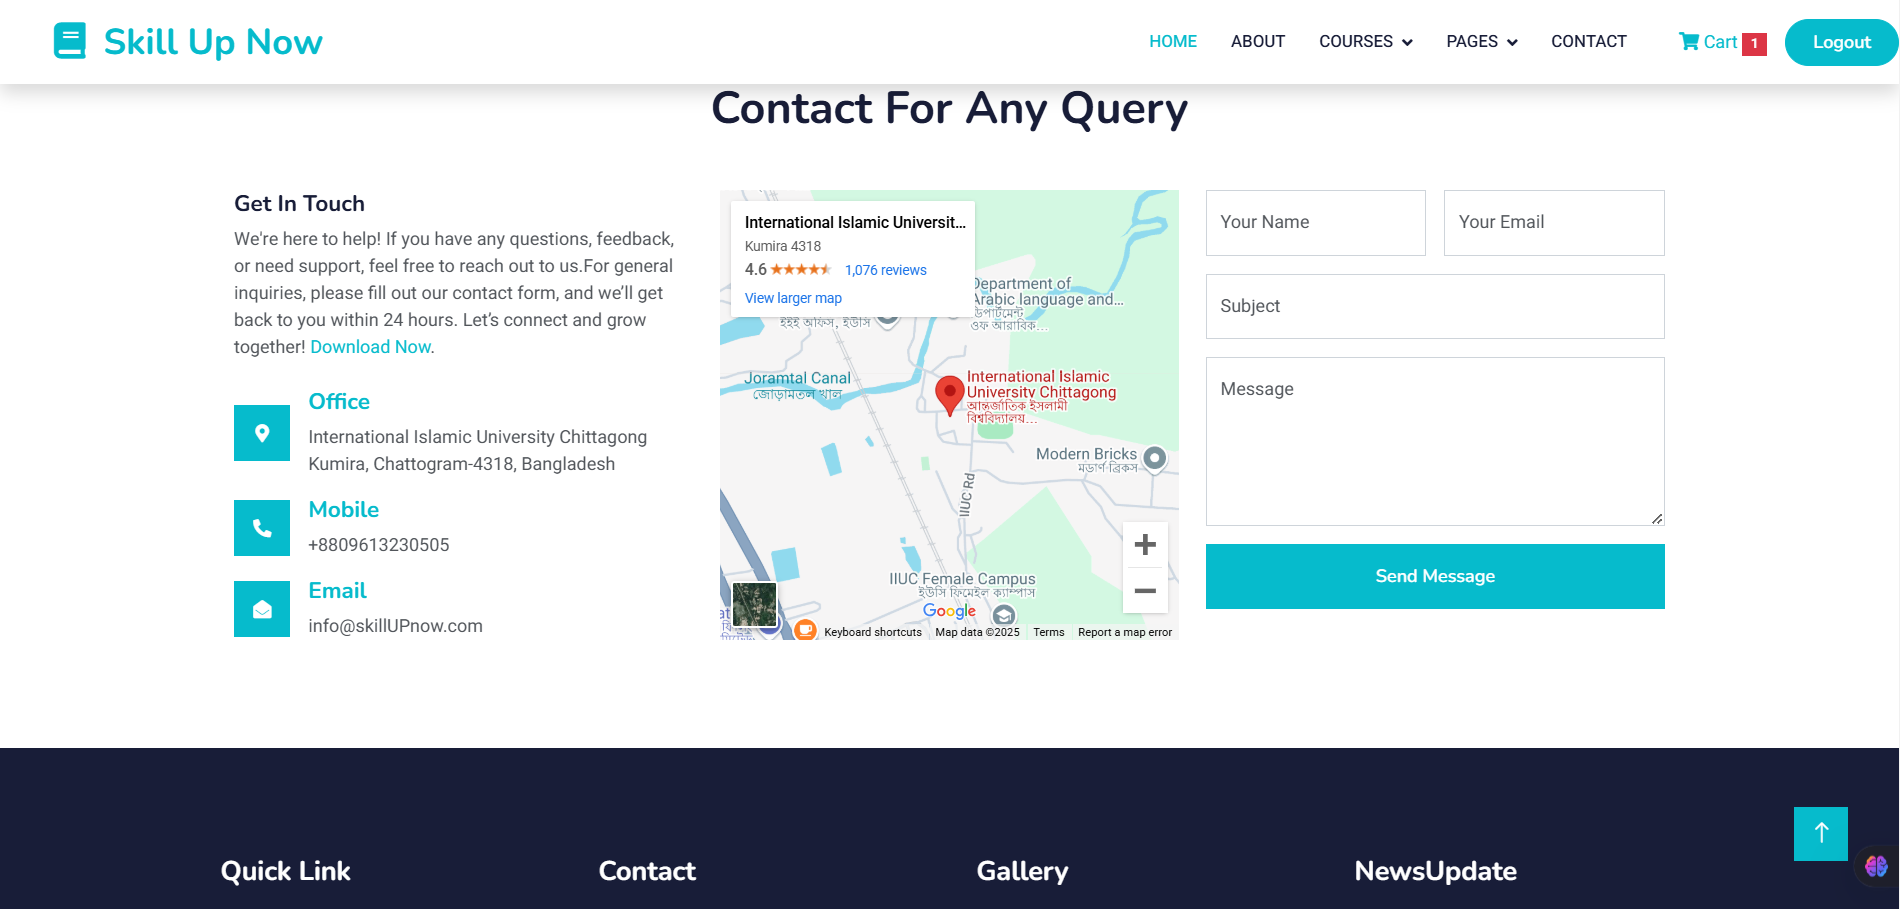 Skill Up Now
HOME
ABOUT
COURSES
PAGES
CONTACT
Cart 1
Logout
Contact For Any Query
Get In Touch
We're here to help! If you have any questions, feedback,
or need support, feel free to reach out to us.For general
inquiries, please fill out our contact form, and we’ll get
back to you within 24 hours. Let’s connect and grow
together! Download Now.
Office
International Islamic University Chittagong
Kumira, Chattogram-4318, Bangladesh
Mobile
+8809613230505
Email
info@skillUPnow.com
International Islamic Universit...
Kumira 4318
4.6
1,076 reviews
View larger map
ইইই অফিস, ইউসি
Department of
Arabic language and...
ডিপার্টমেন্ট
ওফ আরাবিক...
Joramtal Canal
জোড়ামতল খাল
International Islamic
University Chittagong
আন্তর্জাতিক ইসলামী
বিশ্ববিদ্যালয়...
Modern Bricks
মডার্ণ ব্রিকস
IIUC Rd
IIUC Female Campus
ইউসি ফিমেইল ক্যাম্পাস
Google
Keyboard shortcuts
Map data ©2025
Terms
Report a map error
Your Name
Your Email
Subject
Message
Send Message
Quick Link
Contact
Gallery
NewsUpdate